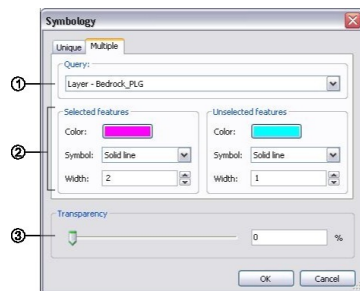 Symbology
Unique Multiple
Query:
1 Layer - Bedrock_PLG
Selected features Unselected features
Color: Color:
2 Symbol: Solid line Symbol: Solid line
Width: 2 Width: 1
Transparency
3 0 %
OK Cancel